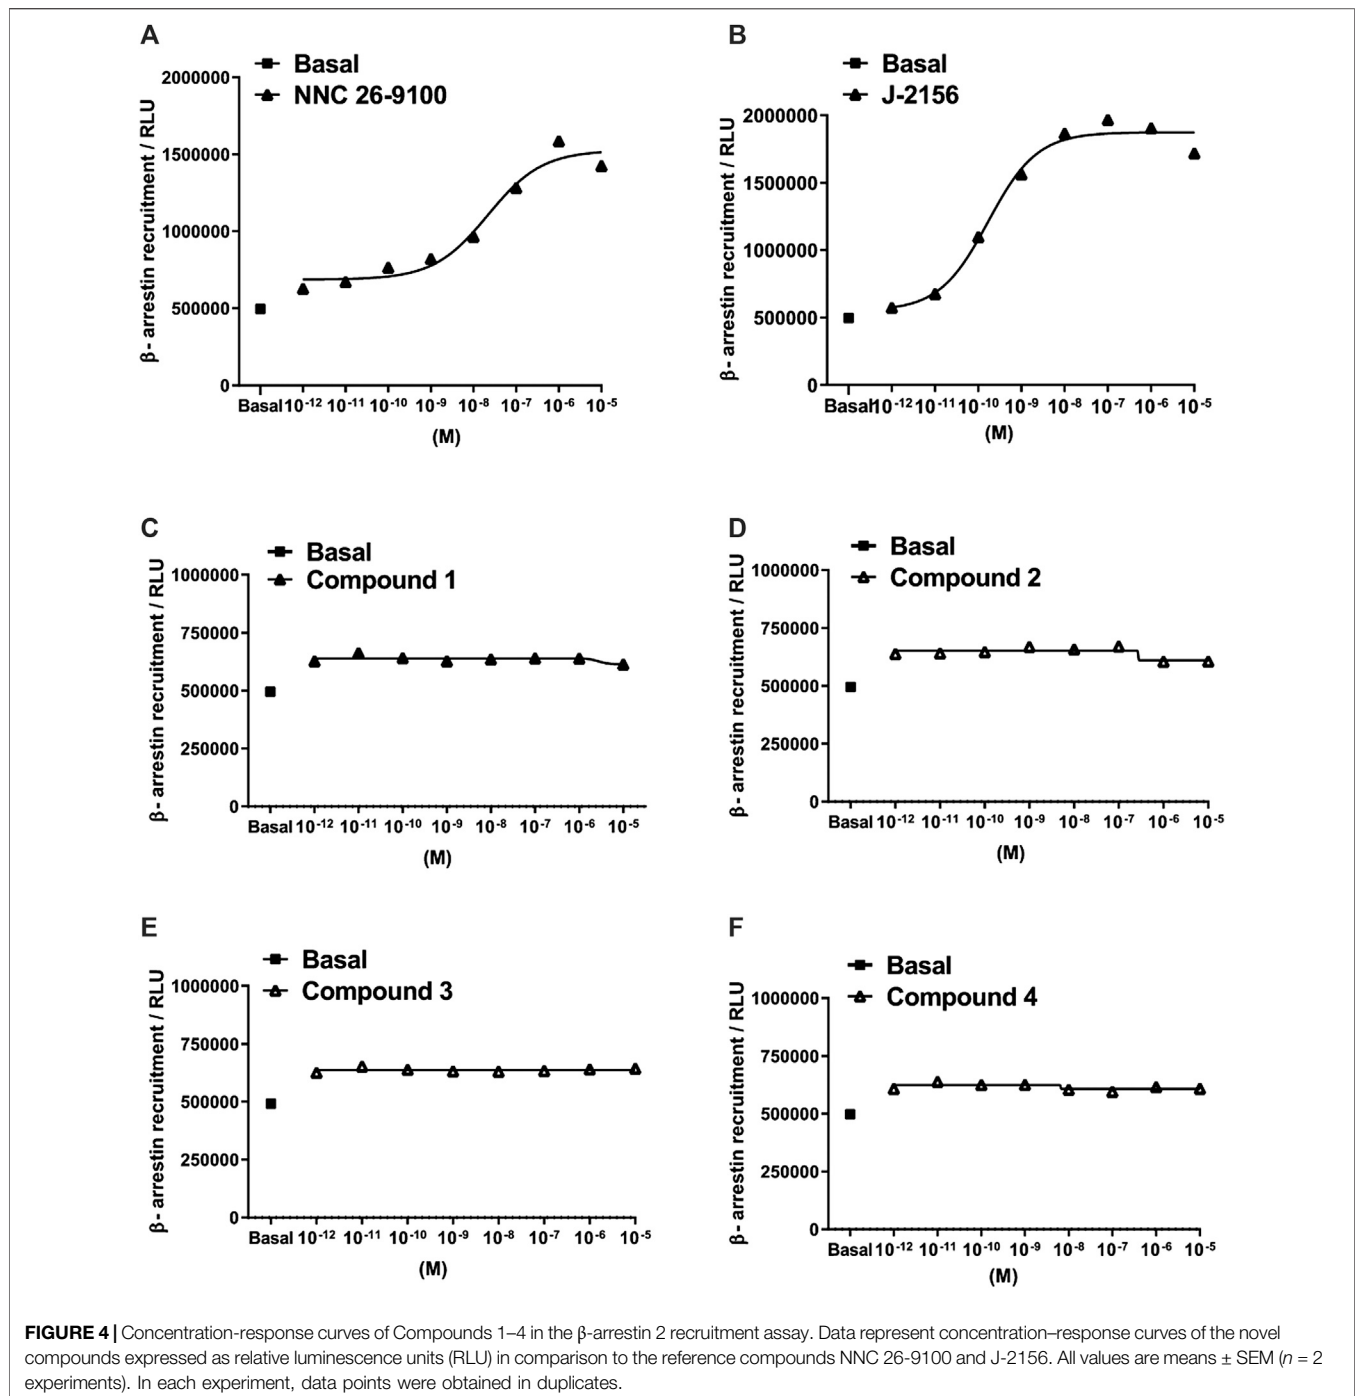 A
Basal
NNC 26-9100
β- arrestin recruitment / RLU
2000000
1500000
1000000
500000
0
Basal 10-12 10-11 10-10 10-9 10-8 10-7 10-6 10-5
(M)
B
Basal
J-2156
β- arrestin recruitment / RLU
2000000
1500000
1000000
500000
0
Basal 10-12 10-11 10-10 10-9 10-8 10-7 10-6 10-5
(M)
C
Basal
Compound 1
β- arrestin recruitment / RLU
1000000
750000
500000
250000
0
Basal 10-12 10-11 10-10 10-9 10-8 10-7 10-6 10-5
(M)
D
Basal
Compound 2
β- arrestin recruitment / RLU
1000000
750000
500000
250000
0
Basal 10-12 10-11 10-10 10-9 10-8 10-7 10-6 10-5
(M)
E
Basal
Compound 3
β- arrestin recruitment / RLU
1000000
750000
500000
250000
0
Basal 10-12 10-11 10-10 10-9 10-8 10-7 10-6 10-5
(M)
F
Basal
Compound 4
β- arrestin recruitment / RLU
1000000
750000
500000
250000
0
Basal 10-12 10-11 10-10 10-9 10-8 10-7 10-6 10-5
(M)
FIGURE 4 | Concentration-response curves of Compounds 1–4 in the β-arrestin 2 recruitment assay. Data represent concentration–response curves of the novel
compounds expressed as relative luminescence units (RLU) in comparison to the reference compounds NNC 26-9100 and J-2156. All values are means ± SEM (n = 2
experiments). In each experiment, data points were obtained in duplicates.